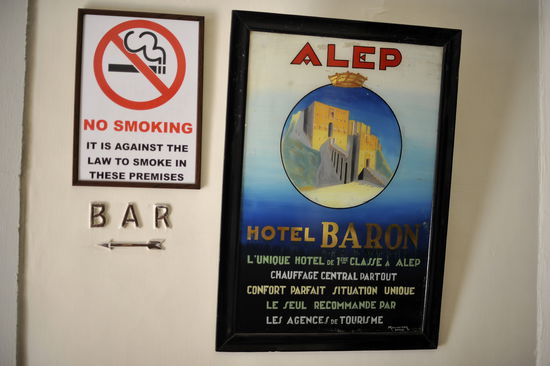 NO SMOKING
IT IS AGAINST THE
LAW TO SMOKE IN
THESE PREMISES
BAR
ALEP
HOTEL BARON
L'UNIQUE HOTEL DE 1ERE CLASSE A ALEP
CHAUFFAGE CENTRAL PARTOUT
CONFORT PARFAIT SITUATION UNIQUE
LE SEUL RECOMMANDE PAR
LES AGENCES DE TOURISME